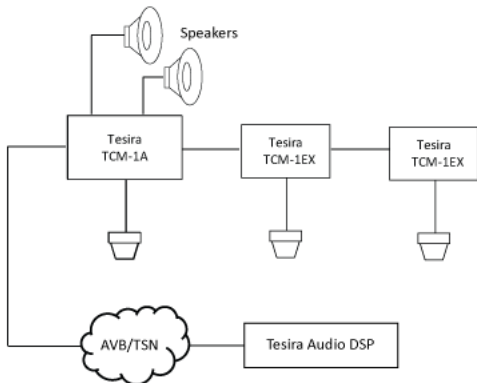 Speakers
Tesira
TCM-1A
Tesira
TCM-1EX
Tesira
TCM-1EX
AVB/TSN
Tesira Audio DSP